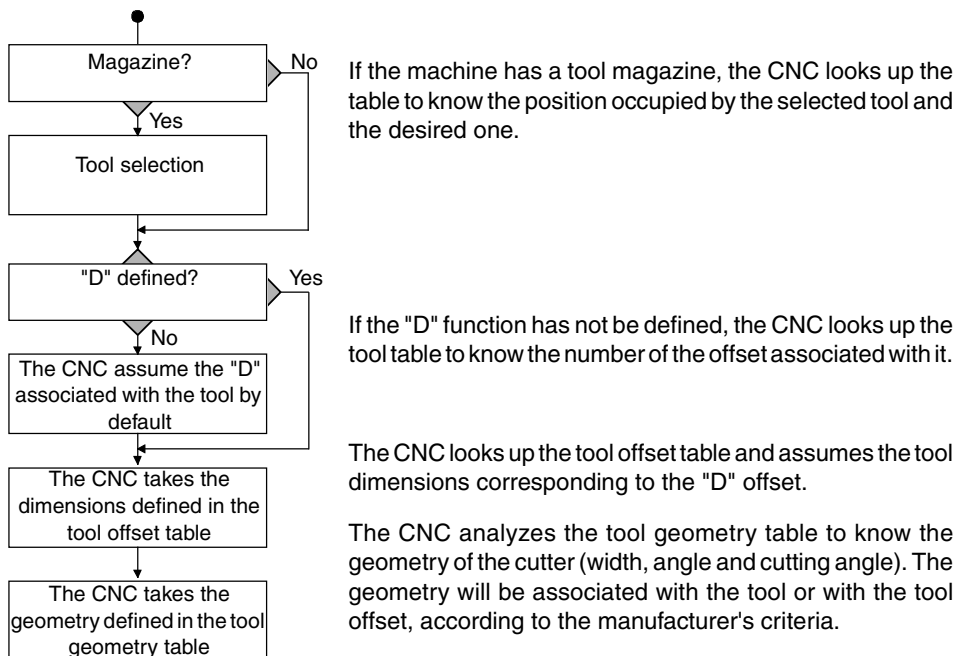 Magazine?
No
Yes
Tool selection
If the machine has a tool magazine, the CNC looks up the
table to know the position occupied by the selected tool and
the desired one.
"D" defined?
Yes
No
The CNC assume the "D"
associated with the tool by
default
If the "D" function has not be defined, the CNC looks up the
tool table to know the number of the offset associated with it.
The CNC takes the
dimensions defined in the
tool offset table
The CNC looks up the tool offset table and assumes the tool
dimensions corresponding to the "D" offset.
The CNC takes the
geometry defined in the tool
geometry table
The CNC analyzes the tool geometry table to know the
geometry of the cutter (width, angle and cutting angle). The
geometry will be associated with the tool or with the tool
offset, according to the manufacturer's criteria.